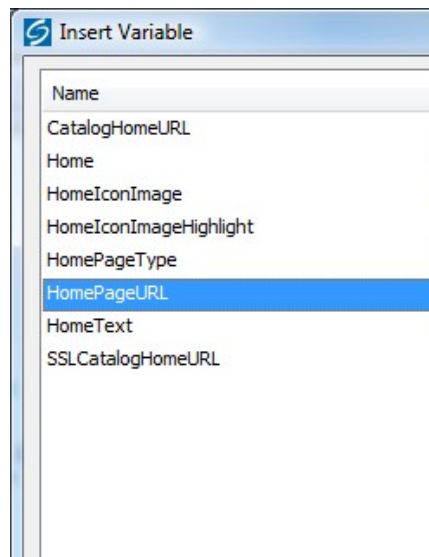 Insert Variable
Name
CatalogHomeURL
Home
HomeIconImage
HomeIconImageHighlight
HomePageType
HomePageURL
HomeText
SSLCatalogHomeURL